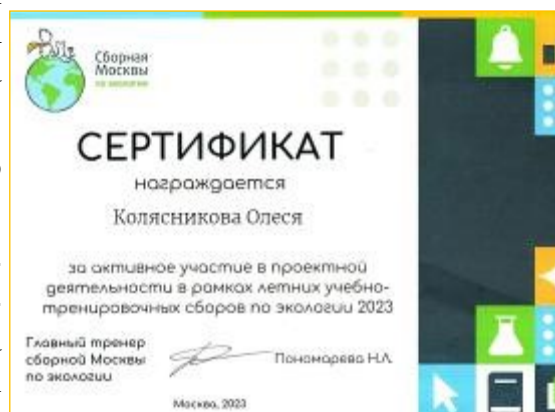 Сборная
Москвы
по экологии
СЕРТИФИКАТ
награждается
Колясникова Олеся
за активное участие в проектной
деятельности в рамках летних учебно-
тренировочных сборов по экологии 2023
Главный тренер
сборной Москвы
по экологии
Пономарева Н.А.
Москва, 2023